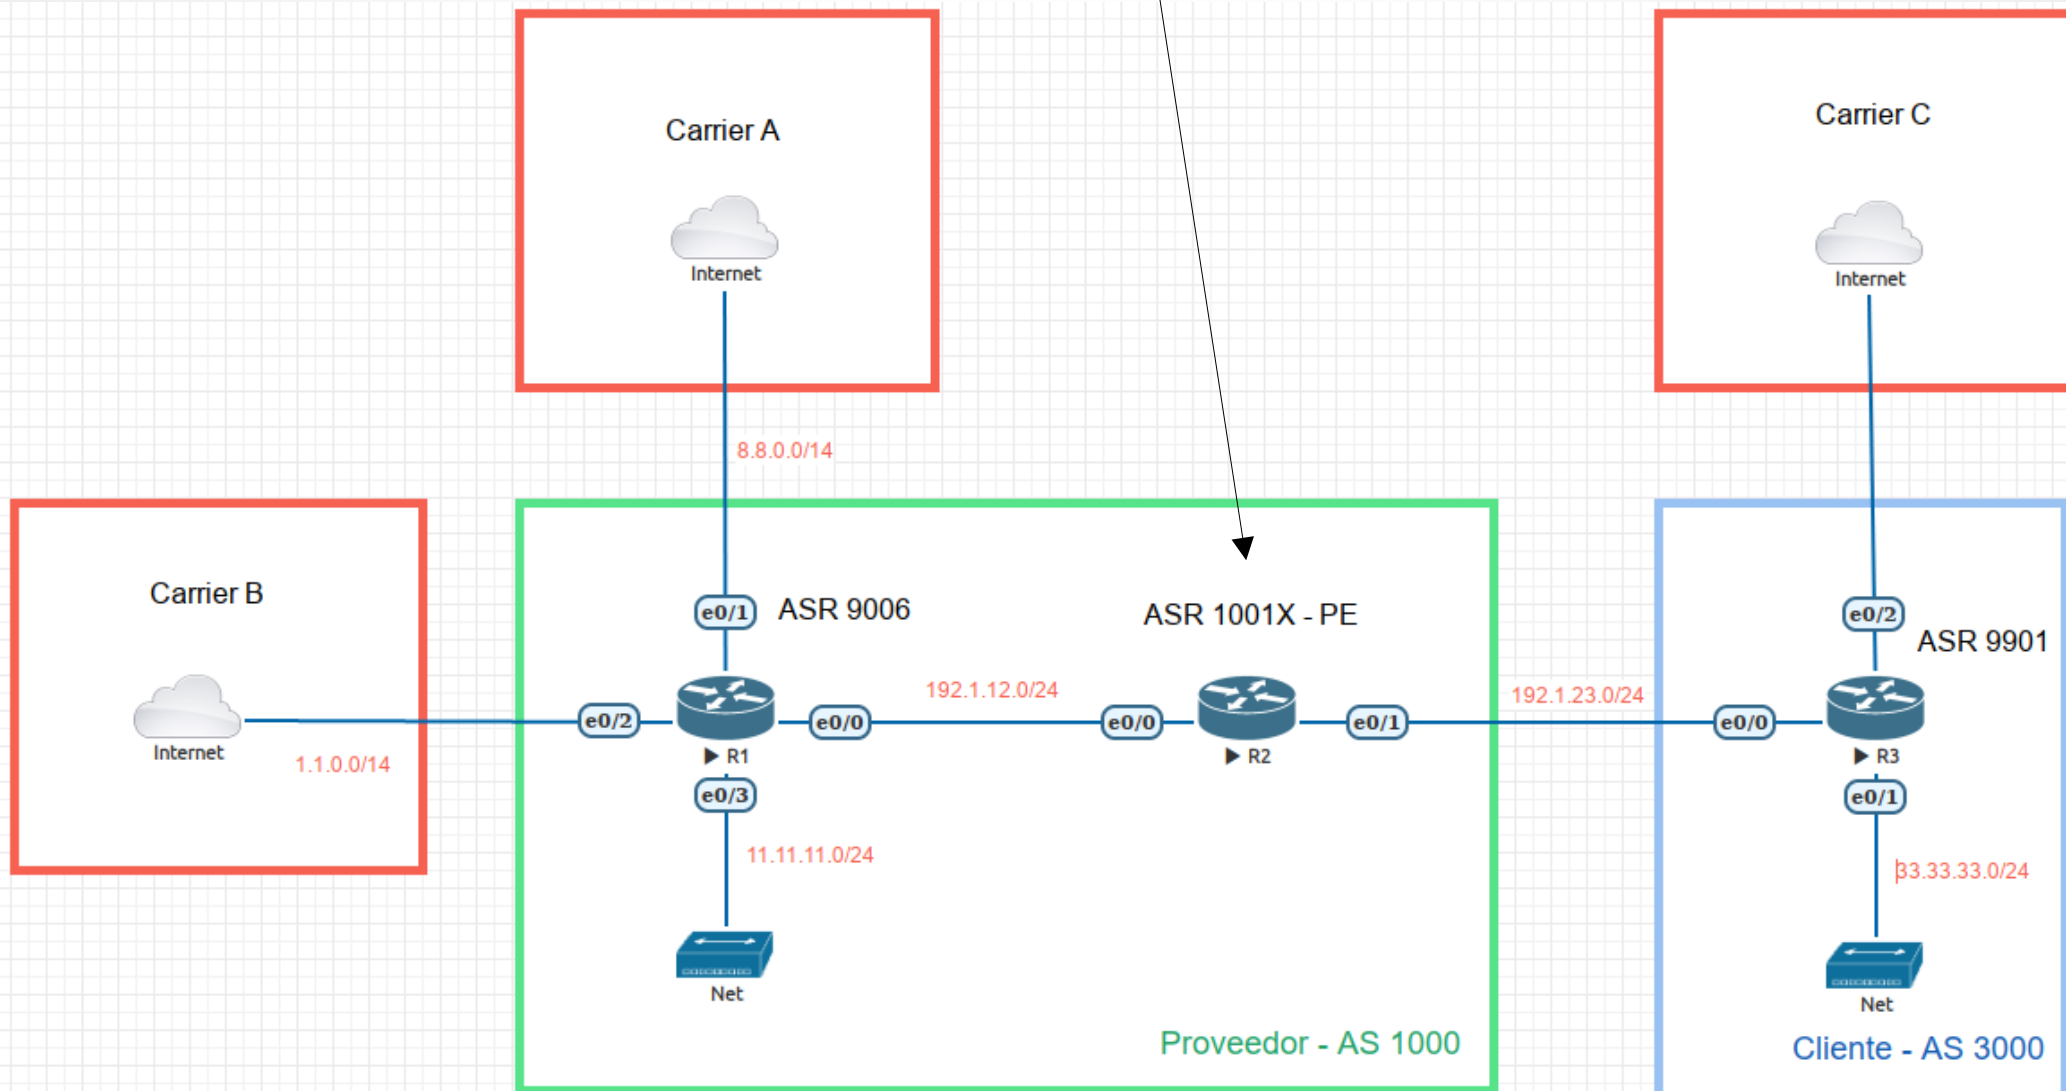 Carrier A
Internet
8.8.0.0/14
Carrier C
Internet
Carrier B
Internet
1.1.0.0/14
e0/1
ASR 9006
ASR 1001X - PE
e0/2
R1
e0/0
192.1.12.0/24
e0/0
R2
e0/1
192.1.23.0/24
e0/3
11.11.11.0/24
Net
Proveedor - AS 1000
e0/2
ASR 9901
e0/0
R3
e0/1
33.33.33.0/24
Net
Cliente - AS 3000